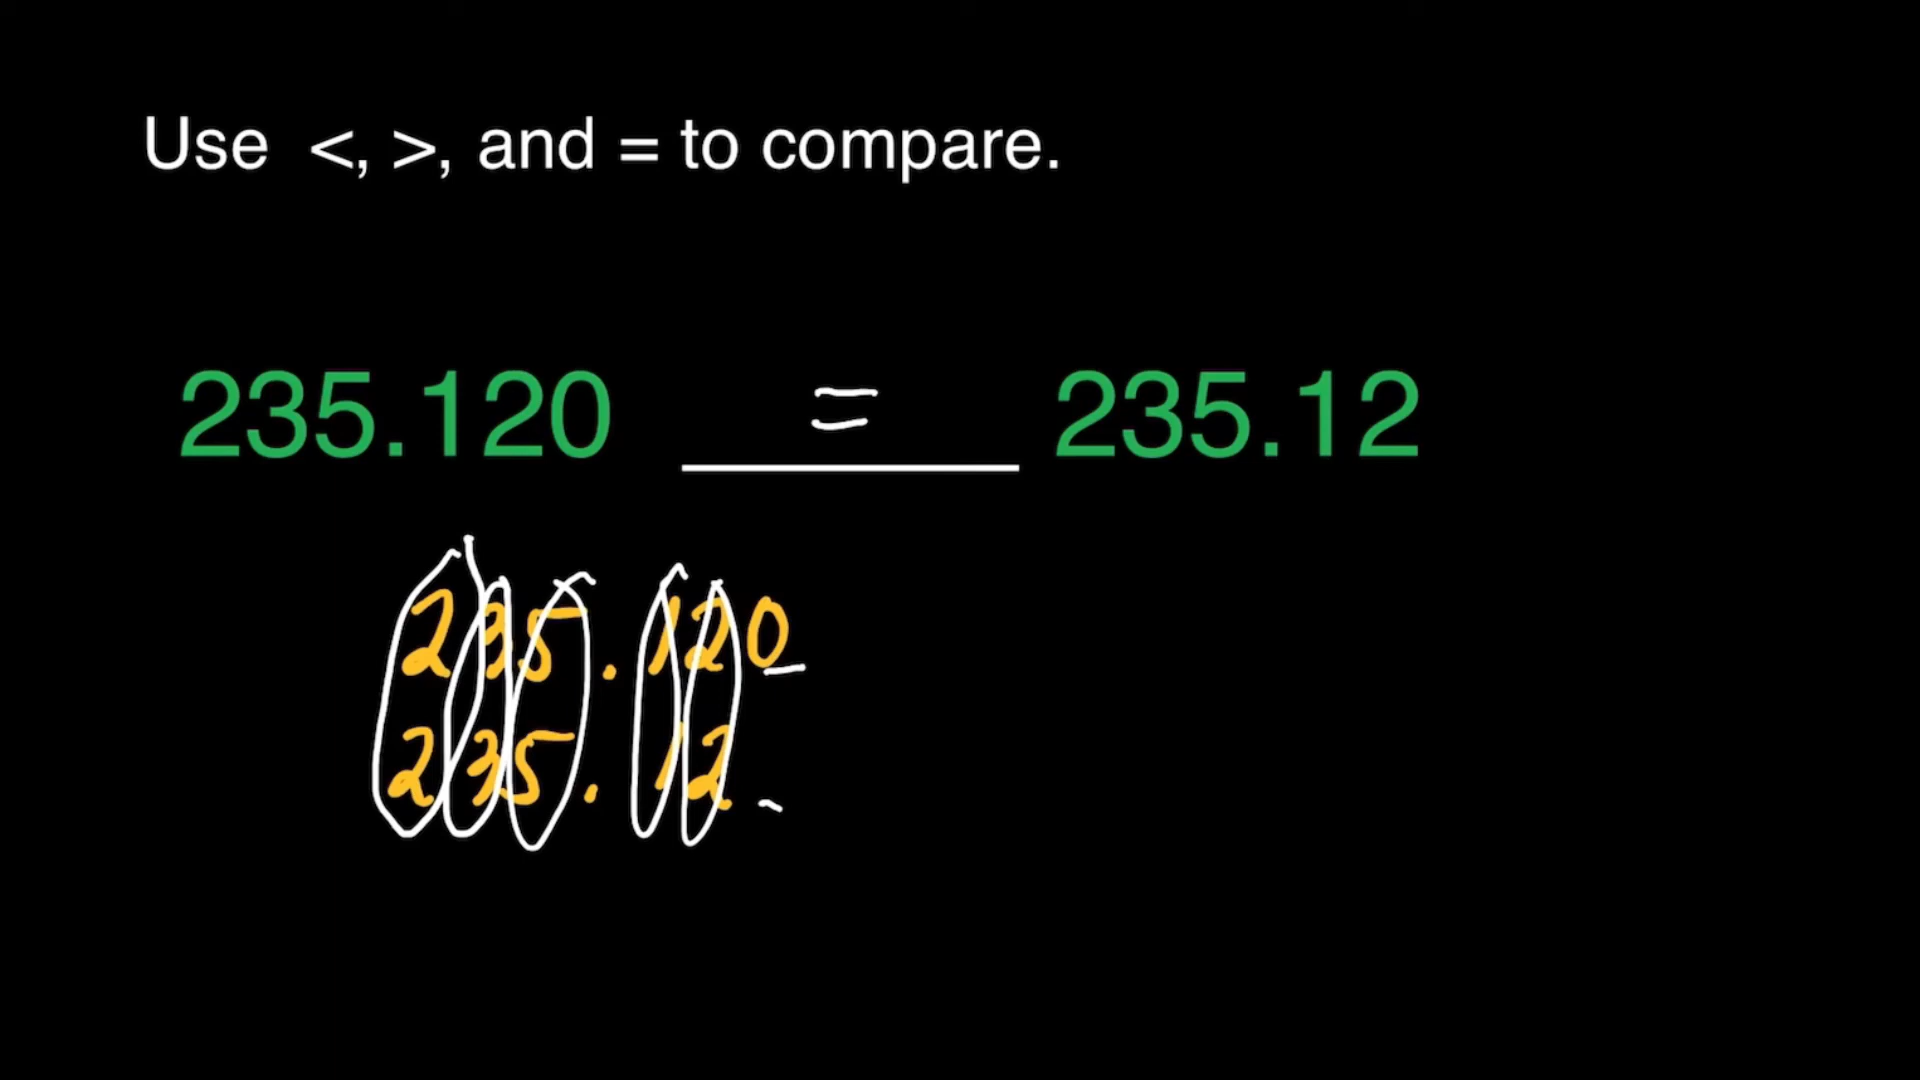 Use <, >, and = to compare.
235.120 = 235.12
235.120
235.12